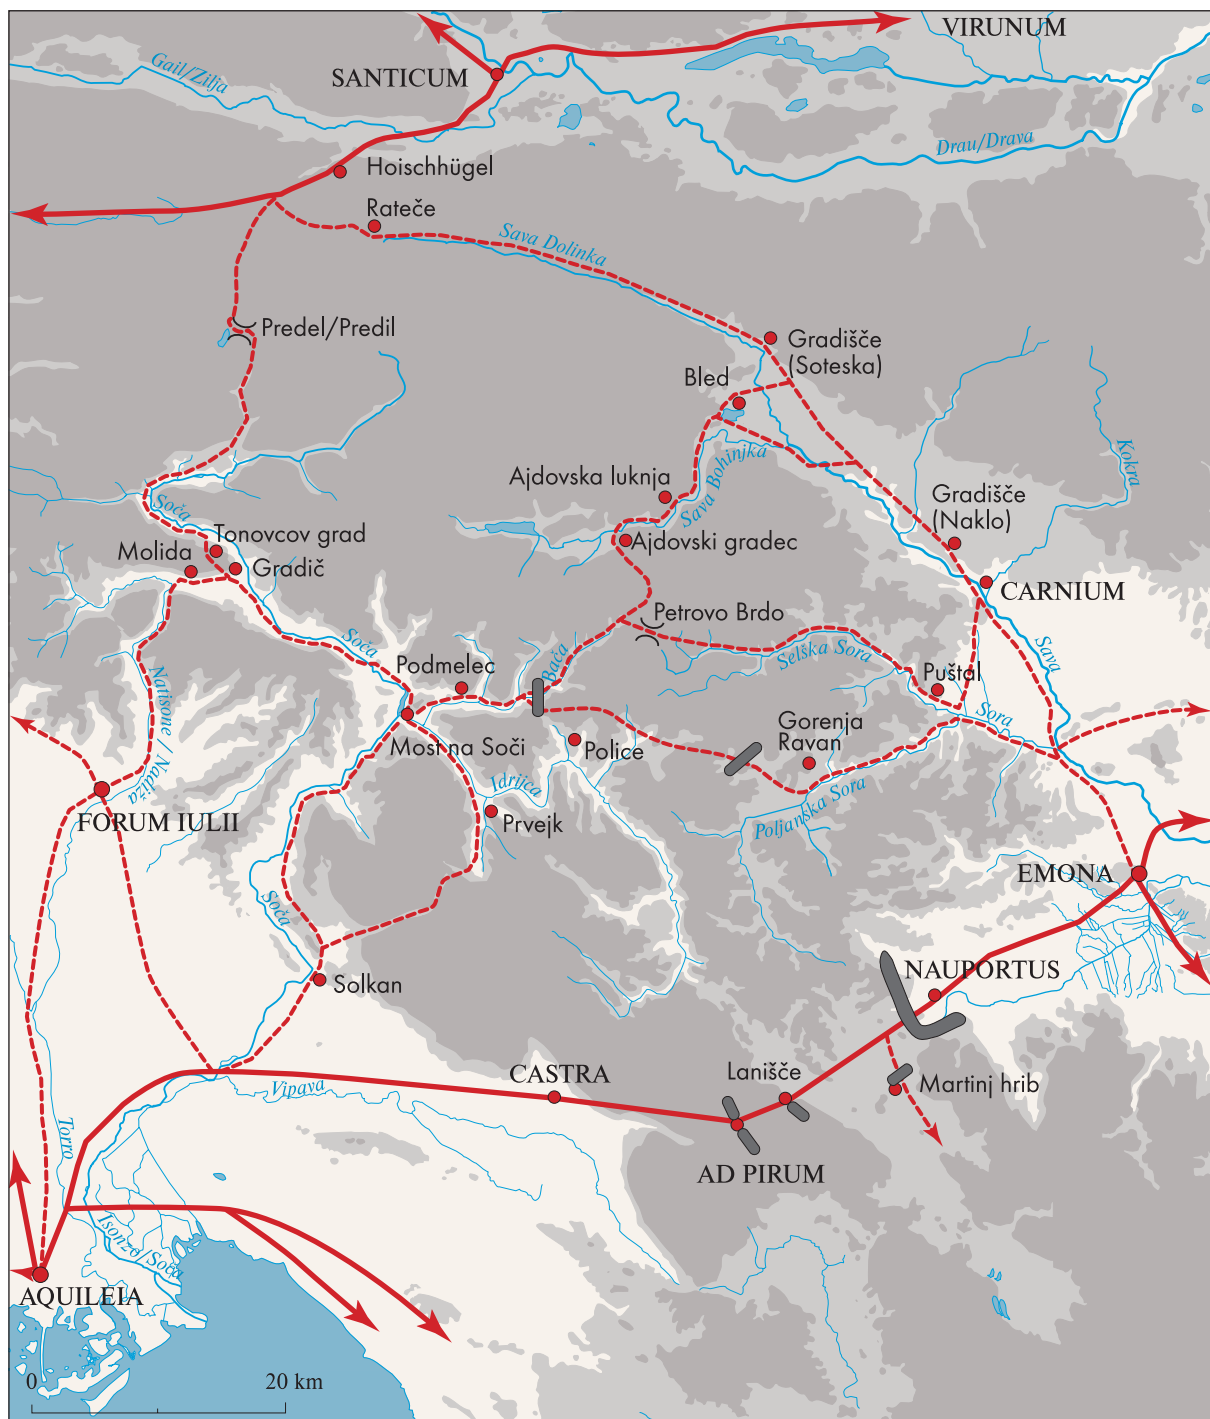 VIRUNUM
Gail/Zilja
SANTICUM
Drau/Drava
Hoischhügel
Rateče
Sava Dolinka
Predel/Predil
Gradišče
(Soteska)
Bled
Kokra
Sava Bohinjka
Ajdovska luknja
Gradišče
(Naklo)
Soča
Tonovcov grad
Molida
Gradič
Ajdovski gradec
CARNIUM
Petrovo Brdo
Soča
Selška Sora
Sava
Bača
Podmelec
Puštal
Natisone / Nadiža
Sora
Gorenja
Ravan
Most na Soči
Police
Idrijca
Poljanska Sora
FORUM IULII
Prvejk
EMONA
Soča
NAUPORTUS
Solkan
CASTRA
Lanišče
Vipava
Martinj hrib
Torro
AD PIRUM
Isonzo/Soča
AQUILEIA
0 20 km